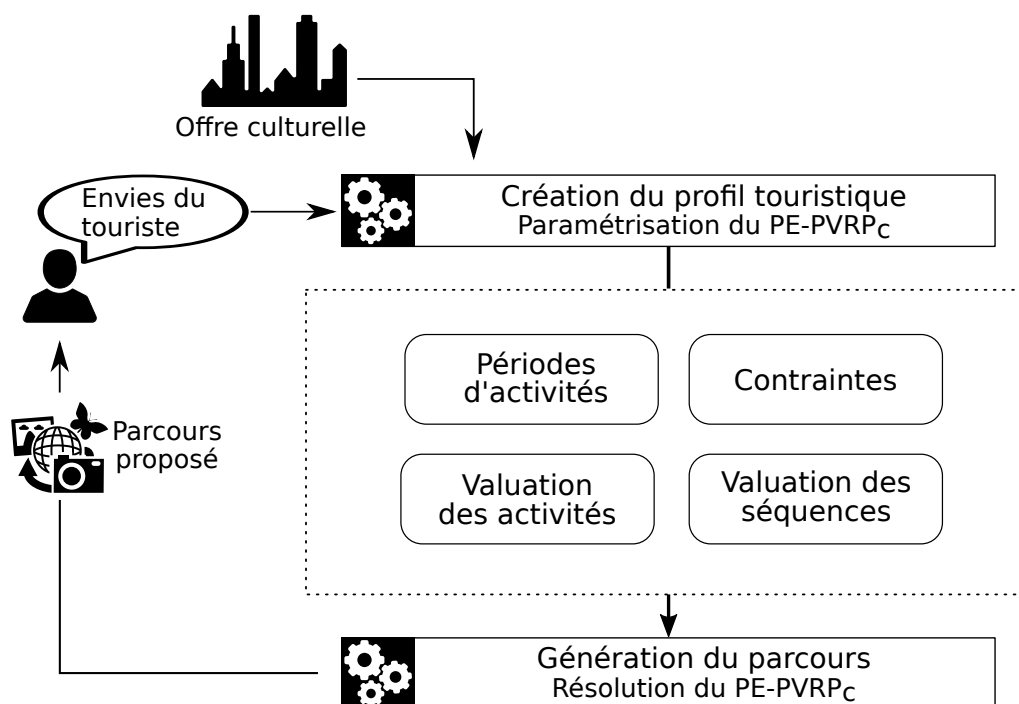 Offre culturelle
Envies du
touriste
Création du profil touristique
Paramétrisation du PE-PVRPc
Périodes
d'activités
Contraintes
Valuation
des activités
Valuation des
séquences
Parcours
proposé
Génération du parcours
Résolution du PE-PVRPc